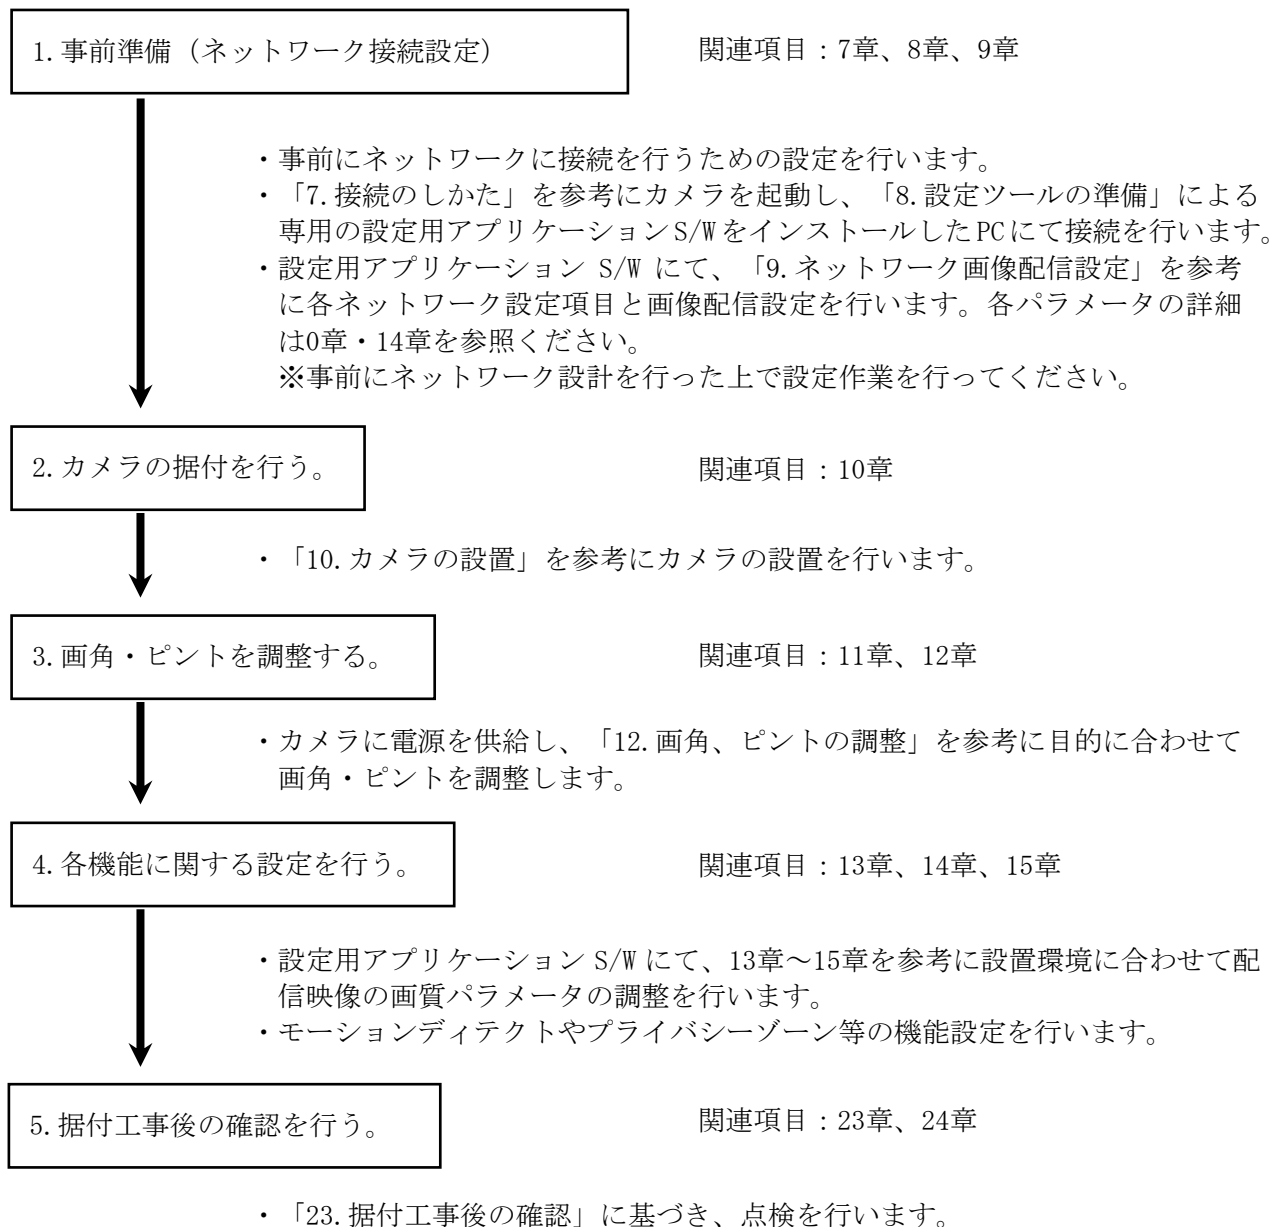 1.事前準備（ネットワーク接続設定）
関連項目：7章、8章、9章
・事前にネットワークに接続を行うための設定を行います。
・「7.接続のしかた」を参考にカメラを起動し、「8.設定ツールの準備」による
専用の設定用アプリケーションS/WをインストールしたPCにて接続を行います。
・設定用アプリケーション S/W にて、「9.ネットワーク画像配信設定」を参考
に各ネットワーク設定項目と画像配信設定を行います。各パラメータの詳細
は0章・14章を参照ください。
※事前にネットワーク設計を行った上で設定作業を行ってください。
2.カメラの据付を行う。
関連項目：10章
・「10.カメラの設置」を参考にカメラの設置を行います。
3.画角・ピントを調整する。
関連項目：11章、12章
・カメラに電源を供給し、「12.画角、ピントの調整」を参考に目的に合わせて
画角・ピントを調整します。
4.各機能に関する設定を行う。
関連項目：13章、14章、15章
・設定用アプリケーション S/W にて、13章～15章を参考に設置環境に合わせて配
信映像の画質パラメータの調整を行います。
・モーションディテクトやプライバシーゾーン等の機能設定を行います。
5.据付工事後の確認を行う。
関連項目：23章、24章
・「23.据付工事後の確認」に基づき、点検を行います。